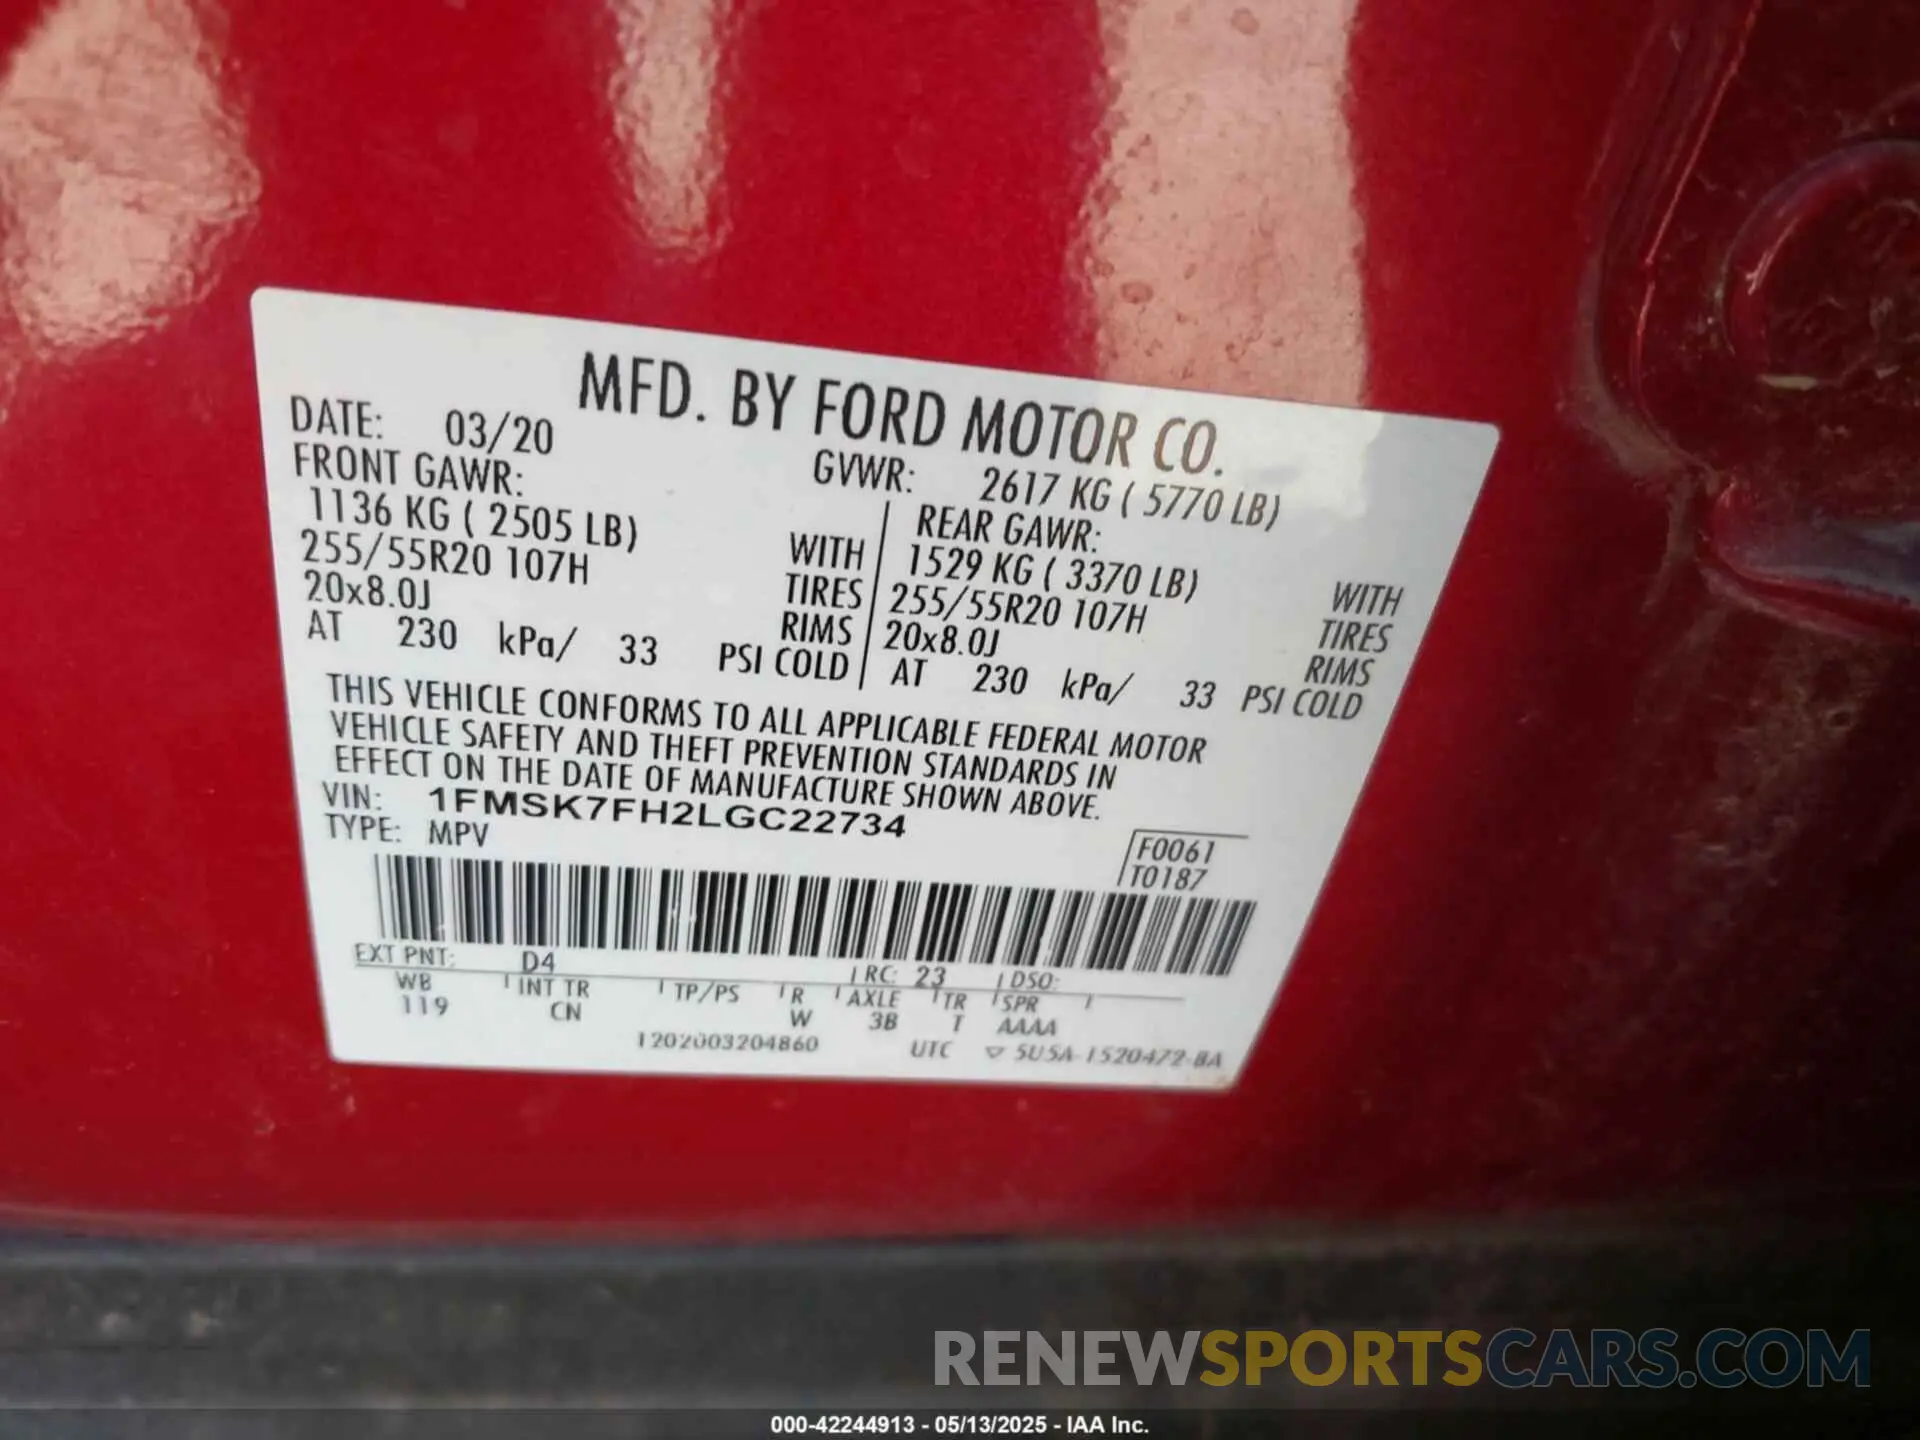 MFD. BY FORD MOTOR CO.
DATE: 03/20 GVWR: 2617 KG ( 5770 LB)
FRONT GAWR: REAR GAWR:
1136 KG ( 2505 LB) WITH 1529 KG ( 3370 LB) WITH
255/55R20 107H TIRES 255/55R20 107H TIRES
20x8.0J RIMS 20x8.0J RIMS
AT 230 kPa/ 33 PSI COLD AT 230 kPa/ 33 PSI COLD
THIS VEHICLE CONFORMS TO ALL APPLICABLE FEDERAL MOTOR
VEHICLE SAFETY AND THEFT PREVENTION STANDARDS IN
EFFECT ON THE DATE OF MANUFACTURE SHOWN ABOVE.
VIN: 1FMSK7FH2LGC22734
TYPE: MPV
F0061
T0187
EXT PNT: D4 RC: 23 DSO:
WB INT TR TP/PS R AXLE TR SPR
119 CN W 3B T AAAA
1202003204860 UTC ▽ 5U5A-1520472-BA
RENEWSPORTSCARS.COM
000-42244913 - 05/13/2025 - IAA Inc.